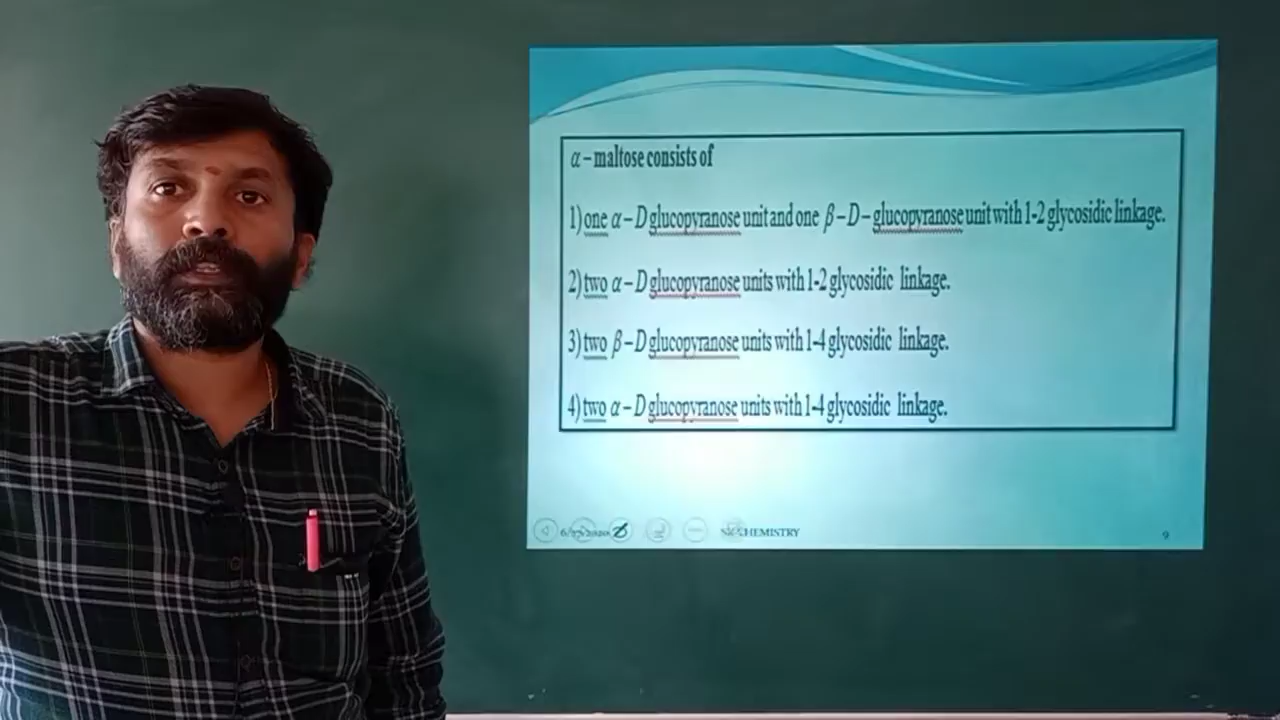 α – maltose consists of
1) one α – D glucopyranose unit and one β – D – glucopyranose unit with 1-2 glycosidic linkage.
2) two α – D glucopyranose units with 1-2 glycosidic linkage.
3) two β – D glucopyranose units with 1-4 glycosidic linkage.
4) two α – D glucopyranose units with 1-4 glycosidic linkage.
CHEMISTRY 9